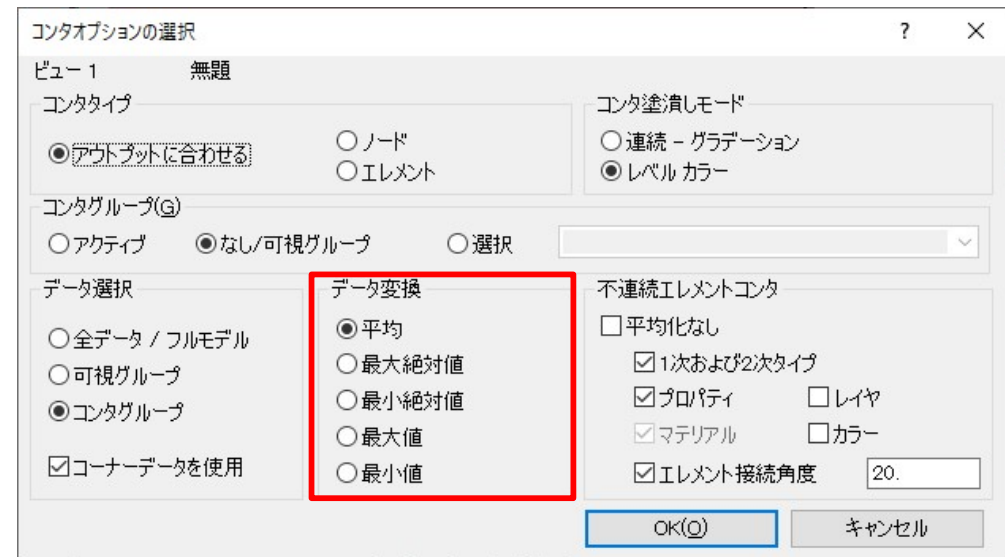 コンタオプションの選択
ビュー 1 無題
コンタタイプ
アウトプットに合わせる
ノード
エレメント
コンタ塗潰しモード
連続 - グラデーション
レベル カラー
コンタグループ(G)
アクティブ なし/可視グループ 選択
データ選択
全データ / フルモデル
可視グループ
コンタグループ
コーナーデータを使用
データ変換
平均
最大絶対値
最小絶対値
最大値
最小値
不連続エレメントコンタ
平均化なし
1次および2次タイプ
プロパティ レイヤ
マテリアル カラー
エレメント接続角度 20.
OK(O) キャンセル